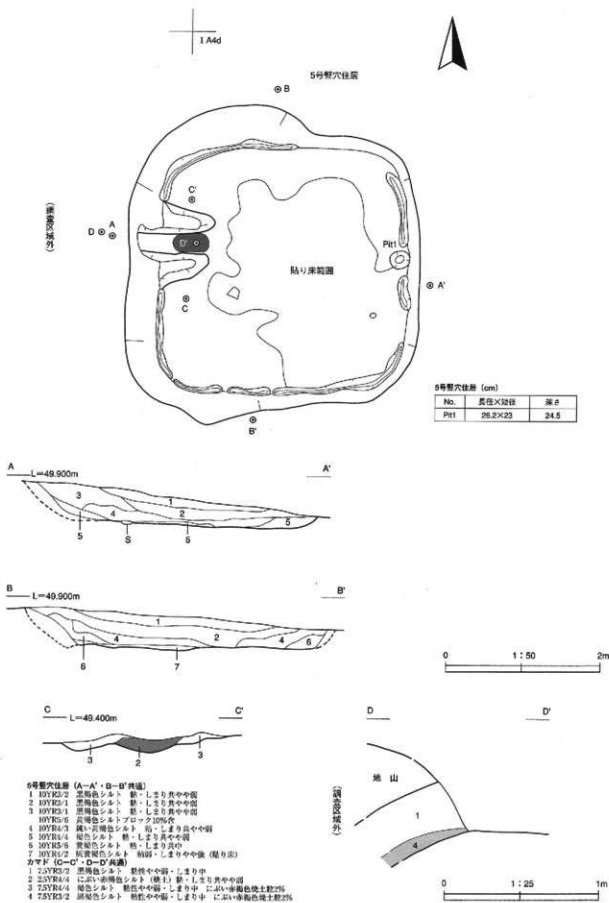 I A4d
5号竪穴住居
B
C'
(調査区域外)
D A
D'
Pit1
貼り床範囲
A'
C
B'
5号竪穴住居 (cm)
No. 長径×短径 深さ
Pit1 26.2×23 24.5
A L=49.900m A'
1
3
4 2
5
5 S 5
B L=49.900m B'
1
4 2 4 6
6 7
0 1:50 2m
C L=49.400m C'
3 2 3
D D'
地山
(調査区域外)
1
4
0 1:25 1m
5号竪穴住居 (A-A'・B-B'共通)
1 10YR3/2 黒褐色シルト 粘・しまり共やや弱
2 10YR3/1 黒褐色シルト 粘・しまり共やや弱
3 10YR3/1 黒褐色シルト 粘・しまり共やや弱
10YR5/6 黄褐色シルトブロック10%含
4 10YR4/3 鈍い黄褐色シルト 粘・しまり共やや弱
5 10YR4/4 褐色シルト 粘・しまり共やや弱
6 10YR5/6 黄褐色シルト 粘・しまり共中
7 10YR4/2 灰黄褐色シルト 粘弱・しまりやや強 (貼り床)
カマド (C-C'・D-D'共通)
1 7.5YR3/2 黒褐色シルト 粘性やや弱・しまり中
2 2.5YR4/4 にぶい赤褐色シルト (焼土) 粘・しまり共やや弱
3 7.5YR4/4 褐色シルト 粘性やや弱・しまり中 にぶい赤褐色焼土粒2%
4 7.5YR3/2 黒褐色シルト 粘性やや弱・しまり中 にぶい赤褐色焼土粒2%